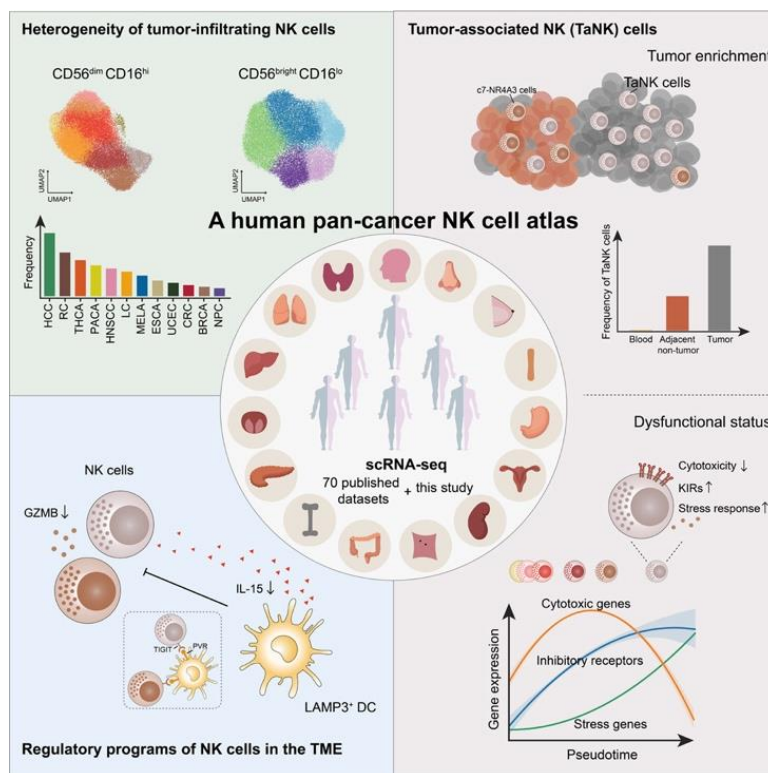 Heterogeneity of tumor-infiltrating NK cells
CD56dim CD16hi
CD56bright CD16lo
UMAP2
UMAP1
UMAP2
UMAP1
Frequency
HCC
RC
THCA
PACA
HNSCC
LC
MELA
ESCA
UCEC
CRC
BRCA
NPC
Tumor-associated NK (TaNK) cells
Tumor enrichment
c7-NR4A3 cells
TaNK cells
Frequency of TaNK cells
Blood
Adjacent
non-tumor
Tumor
A human pan-cancer NK cell atlas
scRNA-seq
70 published
datasets
+ this study
NK cells
GZMB ↓
IL-15 ↓
TIGIT
PVR
LAMP3+ DC
Regulatory programs of NK cells in the TME
Dysfunctional status
Cytotoxicity ↓
KIRs ↑
Stress response ↑
Gene expression
Cytotoxic genes
Inhibitory receptors
Stress genes
Pseudotime